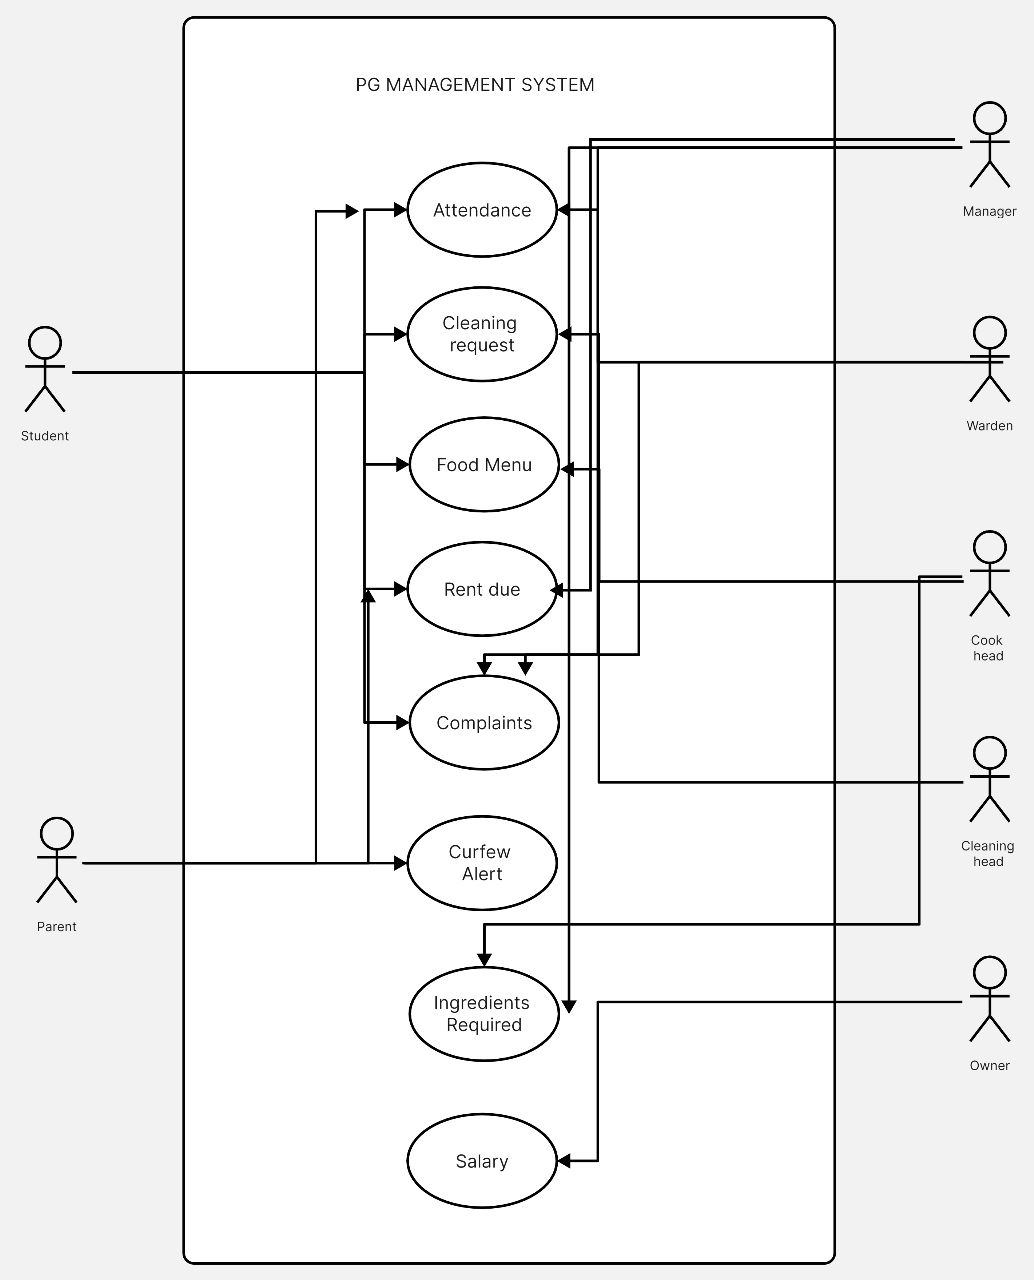 PG MANAGEMENT SYSTEM
Attendance
Cleaning
request
Food Menu
Rent due
Complaints
Curfew
Alert
Ingredients
Required
Salary
Student
Parent
Manager
Warden
Cook
head
Cleaning
head
Owner